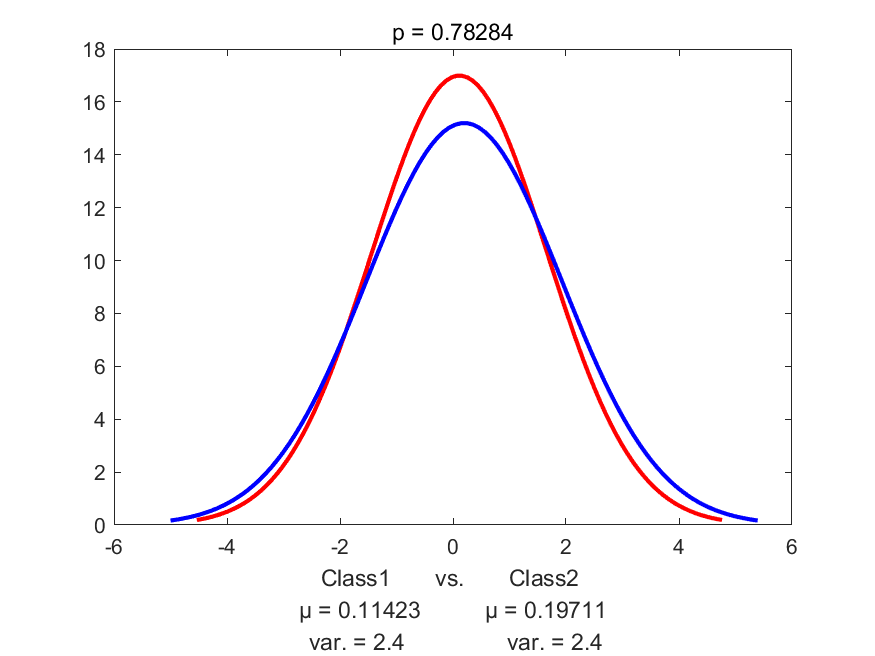 p = 0.78284
18
16
14
12
10
8
6
4
2
0
-6 -4 -2 0 2 4 6
Class1 vs. Class2
μ = 0.11423 μ = 0.19711
var. = 2.4 var. = 2.4